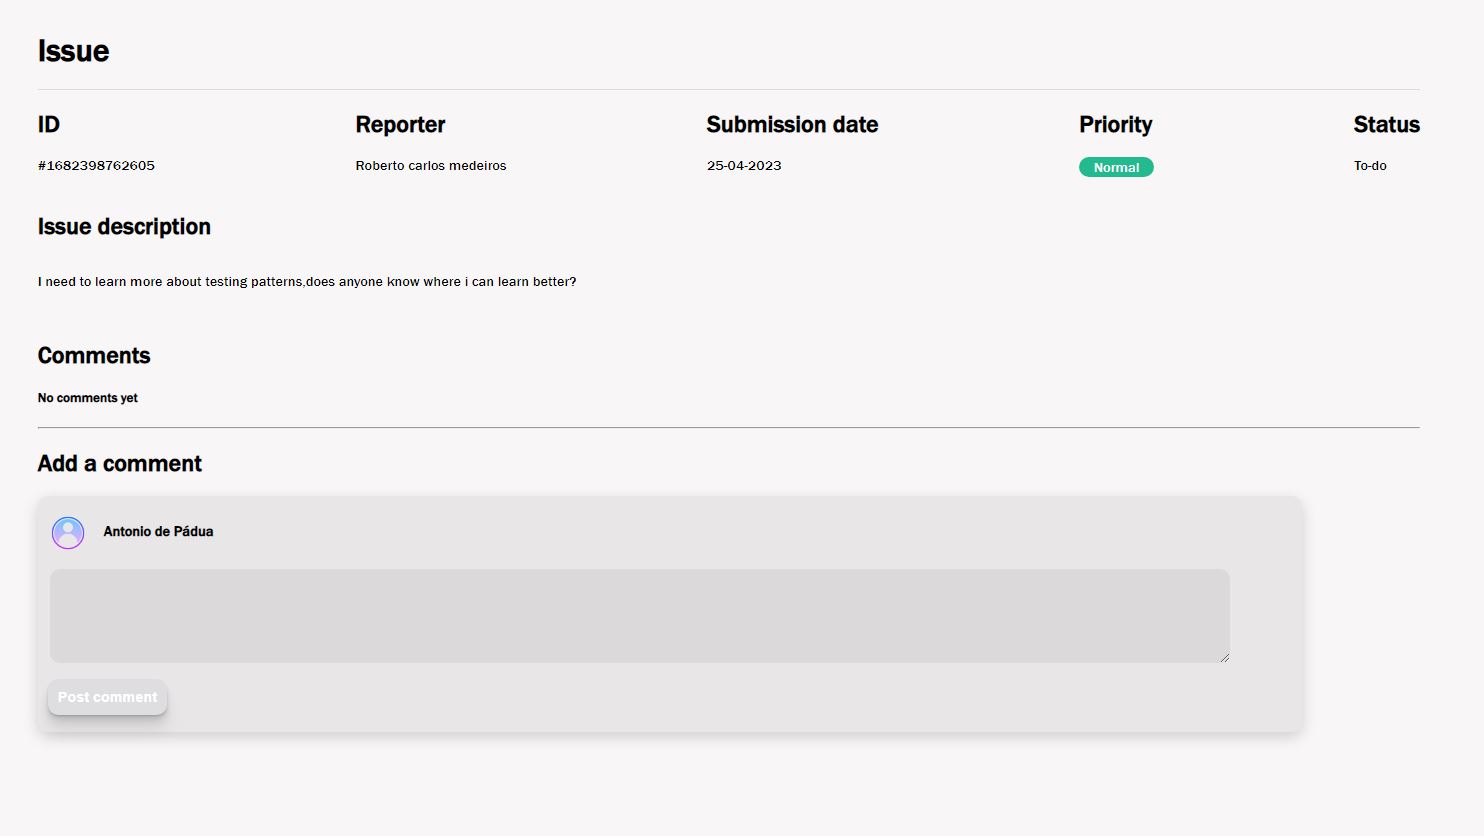 Issue
ID Reporter Submission date Priority Status
#1682398762605 Roberto carlos medeiros 25-04-2023 Normal To-do
Issue description
I need to learn more about testing patterns,does anyone know where i can learn better?
Comments
No comments yet
Add a comment
Antonio de Pádua
Post comment